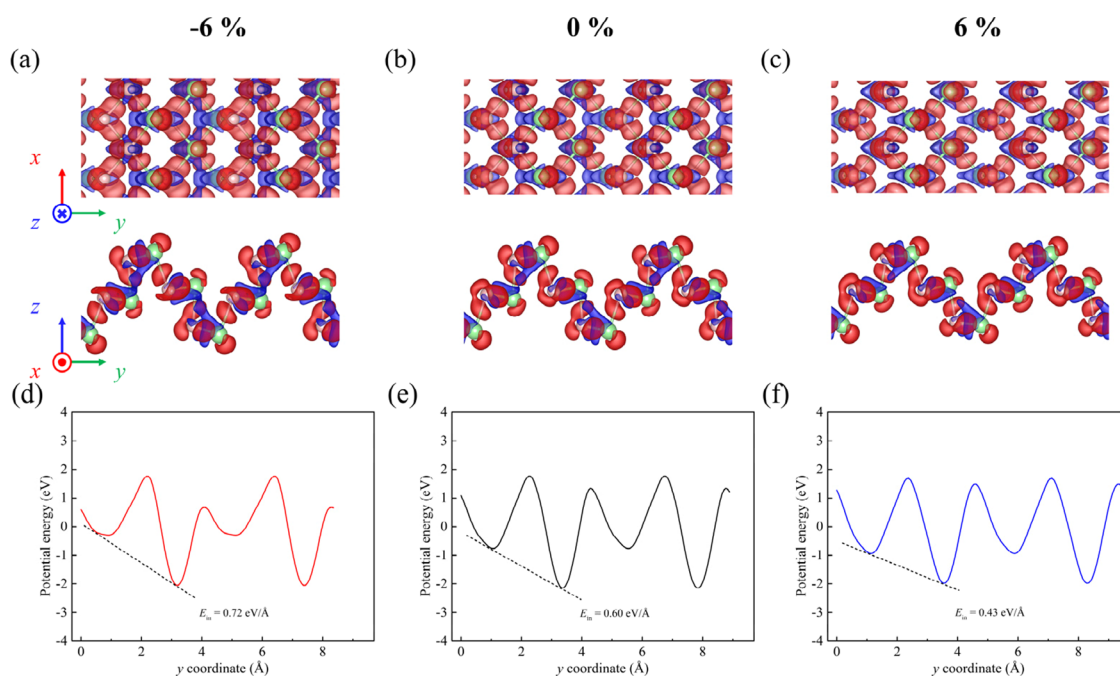 -6 %
0 %
6 %
(a)
(b)
(c)
x
z
y
z
x
y
(d)
(e)
(f)
Potential energy (eV)
4
3
2
1
0
-1
-2
-3
-4
E_in = 0.72 eV/Å
0
2
4
6
8
y coordinate (Å)
Potential energy (eV)
4
3
2
1
0
-1
-2
-3
-4
E_in = 0.60 eV/Å
0
2
4
6
8
y coordinate (Å)
Potential energy (eV)
4
3
2
1
0
-1
-2
-3
-4
E_in = 0.43 eV/Å
0
2
4
6
8
y coordinate (Å)